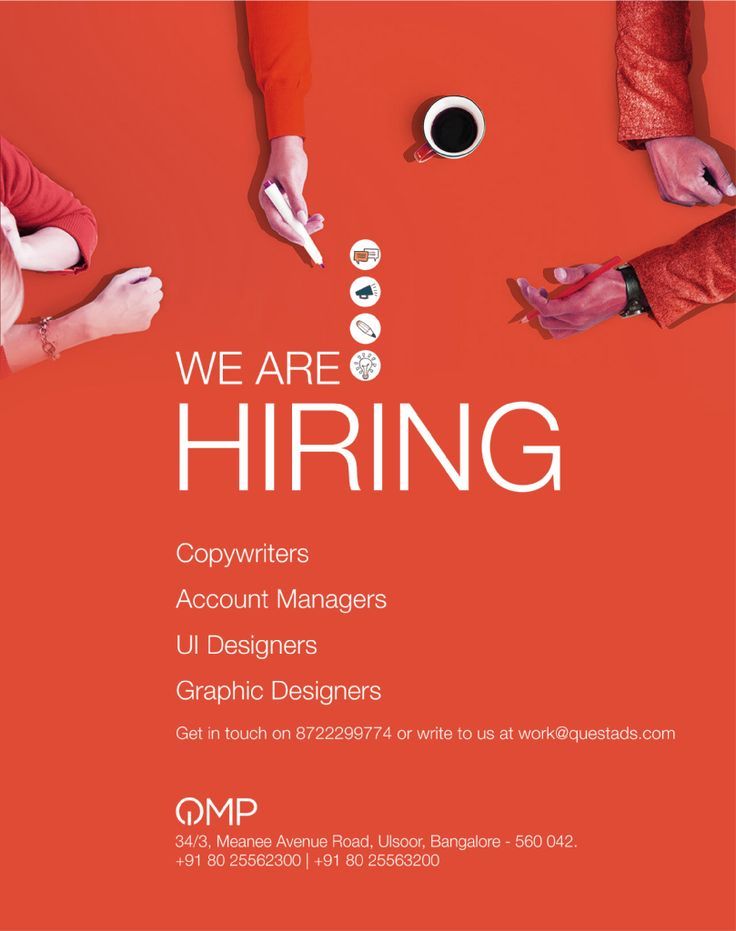 WE ARE
HIRING
Copywriters
Account Managers
UI Designers
Graphic Designers
Get in touch on 8722299774 or write to us at work@questads.com
QMP
34/3, Meanee Avenue Road, Ulsoor, Bangalore - 560 042.
+91 80 25562300 | +91 80 25563200